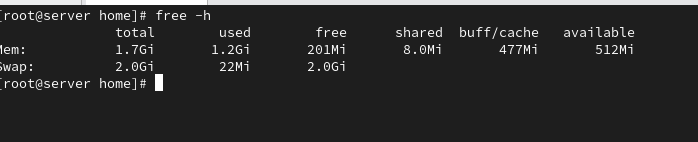 [root@server home]# free -h
total used free shared buff/cache available
Mem: 1.7Gi 1.2Gi 201Mi 8.0Mi 477Mi 512Mi
Swap: 2.0Gi 22Mi 2.0Gi
[root@server home]#